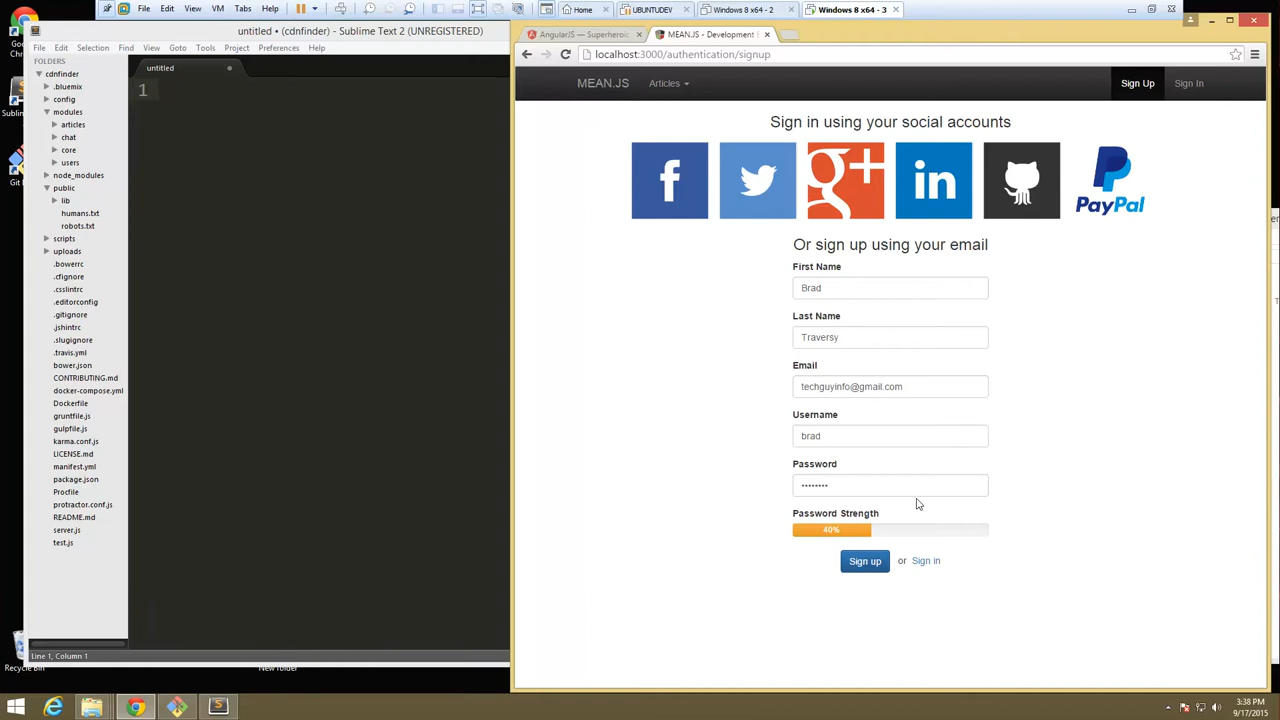 File Edit View VM Tabs Help
Home
UBUNTUDEV
Windows 8 x64 - 2
Windows 8 x64 - 3
untitled • (cdnfinder) - Sublime Text 2 (UNREGISTERED)
File Edit Selection Find View Goto Tools Project Preferences Help
AngularJS — Superheroic
MEAN.JS - Development E
localhost:3000/authentication/signup
FOLDERS
cdnfinder
.bluemix
config
modules
articles
chat
core
users
node_modules
public
lib
humans.txt
robots.txt
scripts
uploads
.bowerrc
.cfignore
.csslintrc
.editorconfig
.gitignore
.jshintrc
.slugignore
.travis.yml
bower.json
CONTRIBUTING.md
docker-compose.yml
Dockerfile
gruntfile.js
gulpfile.js
karma.conf.js
LICENSE.md
manifest.yml
package.json
Procfile
protractor.conf.js
README.md
server.js
test.js
untitled
1
MEAN.JS
Articles
Sign Up
Sign In
Sign in using your social accounts
f
g+
in
PayPal
Or sign up using your email
First Name
Brad
Last Name
Traversy
Email
techguyinfo@gmail.com
Username
brad
Password
••••••••
Password Strength
40%
Sign up or Sign in
Line 1, Column 1
Recycle Bin
New folder
3:38 PM
9/17/2015